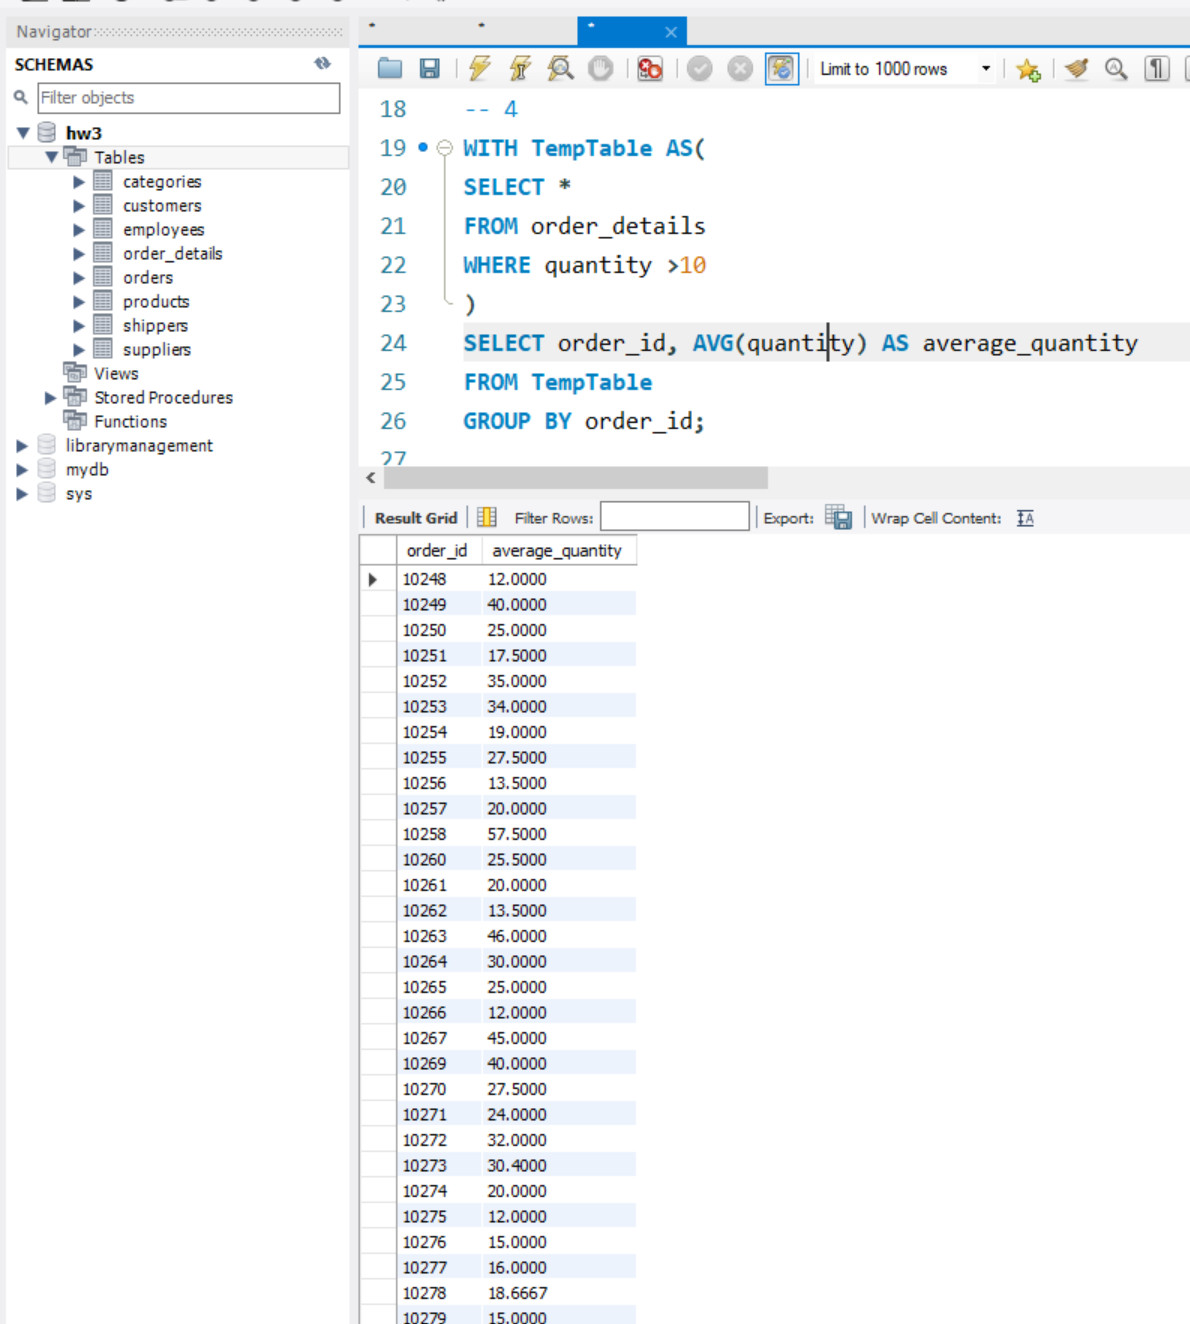 Navigator
SCHEMAS
Filter objects
hw3
Tables
categories
customers
employees
order_details
orders
products
shippers
suppliers
Views
Stored Procedures
Functions
librarymanagement
mydb
sys
* * * ×
Limit to 1000 rows
18 -- 4
19 WITH TempTable AS(
20 SELECT *
21 FROM order_details
22 WHERE quantity >10
23 )
24 SELECT order_id, AVG(quantity) AS average_quantity
25 FROM TempTable
26 GROUP BY order_id;
27
Result Grid Filter Rows: Export: Wrap Cell Content:
order_id average_quantity
10248 12.0000
10249 40.0000
10250 25.0000
10251 17.5000
10252 35.0000
10253 34.0000
10254 19.0000
10255 27.5000
10256 13.5000
10257 20.0000
10258 57.5000
10260 25.5000
10261 20.0000
10262 13.5000
10263 46.0000
10264 30.0000
10265 25.0000
10266 12.0000
10267 45.0000
10269 40.0000
10270 27.5000
10271 24.0000
10272 32.0000
10273 30.4000
10274 20.0000
10275 12.0000
10276 15.0000
10277 16.0000
10278 18.6667
10279 15.0000